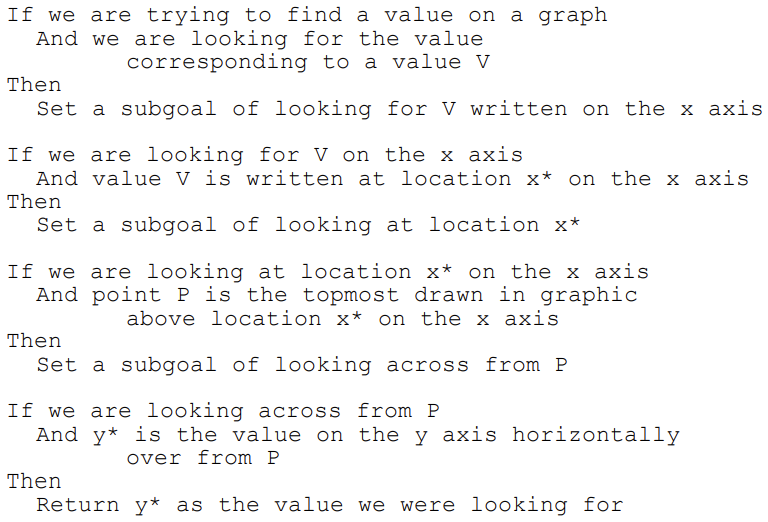 If we are trying to find a value on a graph
And we are looking for the value
corresponding to a value V
Then
Set a subgoal of looking for V written on the x axis
If we are looking for V on the x axis
And value V is written at location x* on the x axis
Then
Set a subgoal of looking at location x*
If we are looking at location x* on the x axis
And point P is the topmost drawn in graphic
above location x* on the x axis
Then
Set a subgoal of looking across from P
If we are looking across from P
And y* is the value on the y axis horizontally
over from P
Then
Return y* as the value we were looking for